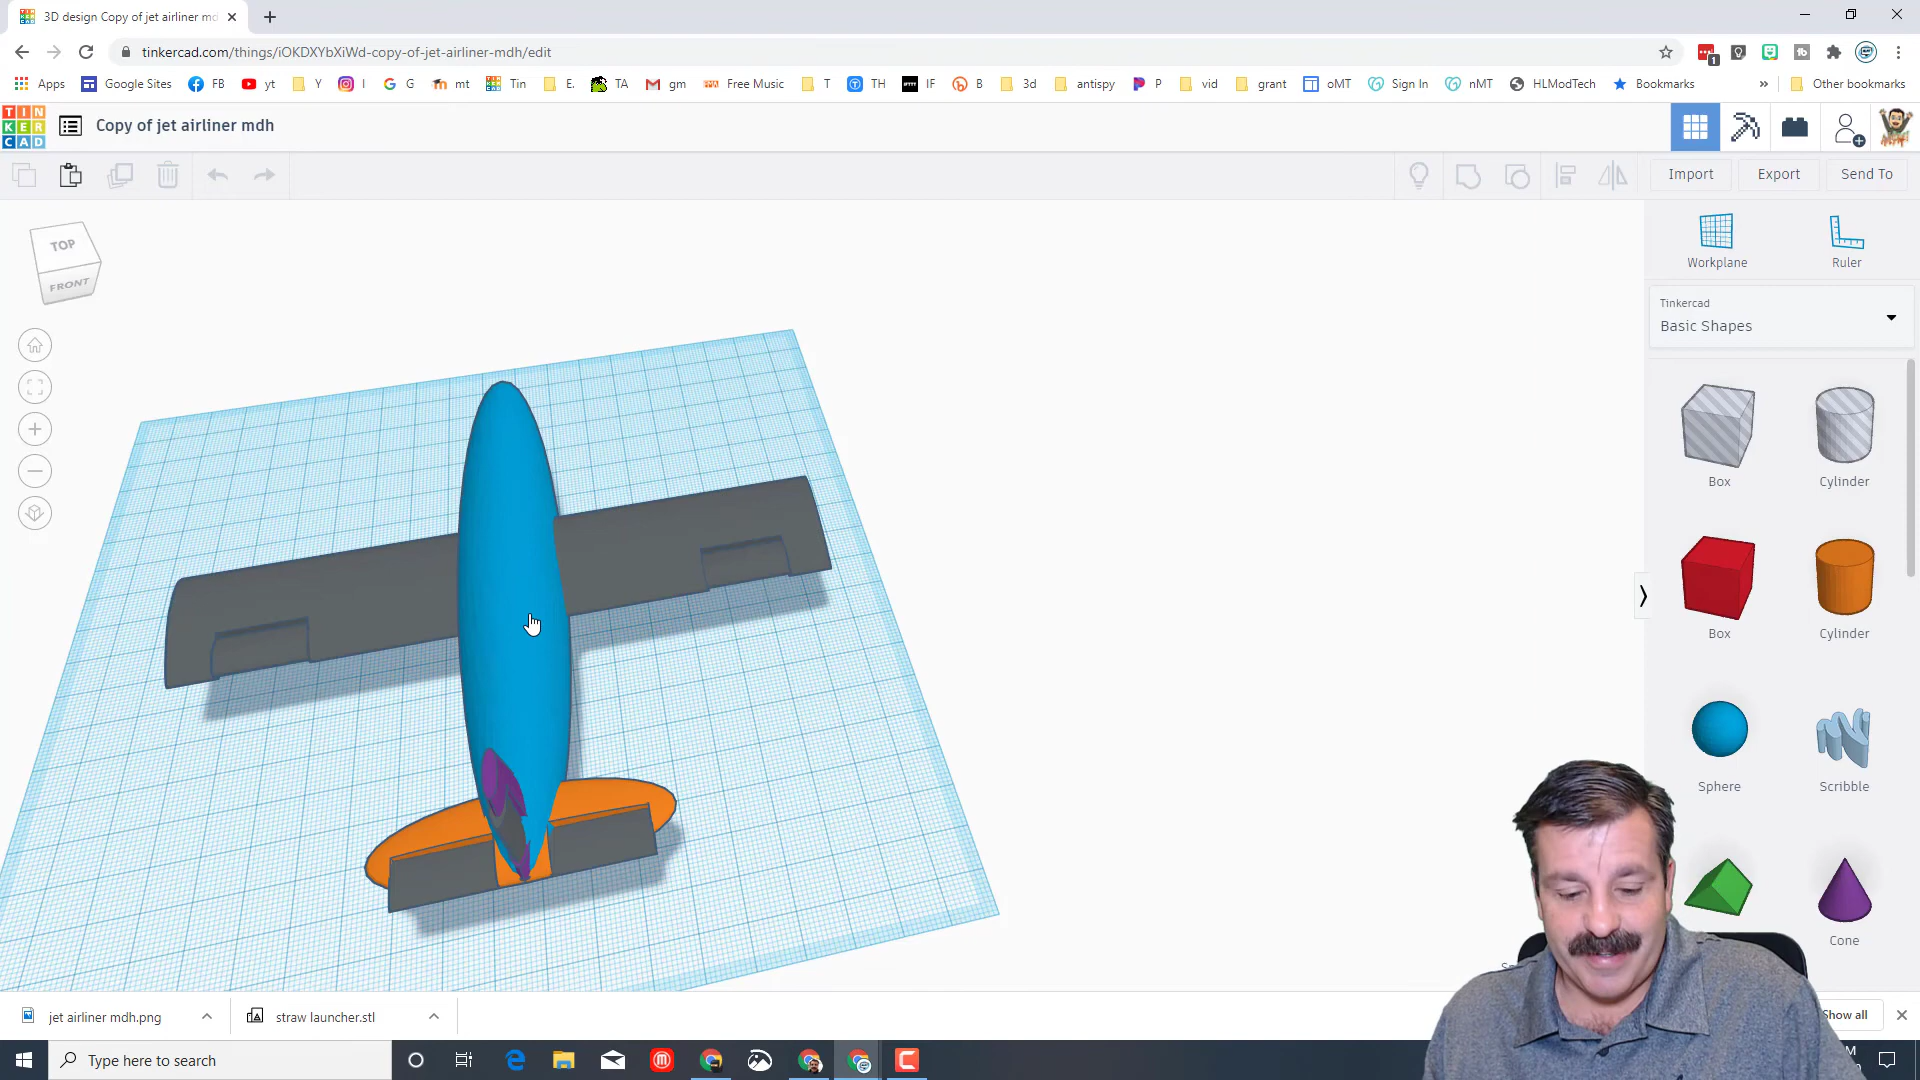 3D design Copy of jet airliner md
tinkercad.com/things/iOKDXYbXiWd-copy-of-jet-airliner-mdh/edit
Apps Google Sites FB yt Y I G mt Tin E. TA gm Free Music T TH IF B 3d antispy P vid grant oMT Sign In nMT HLModTech Bookmarks » Other bookmarks
TIN
KER
CAD
Copy of jet airliner mdh
Import Export Send To
TOP
FRONT
Workplane Ruler
Tinkercad
Basic Shapes
Box Cylinder
Box Cylinder
Sphere Scribble
Cone
jet airliner mdh.png
straw launcher.stl
Show all
Type here to search